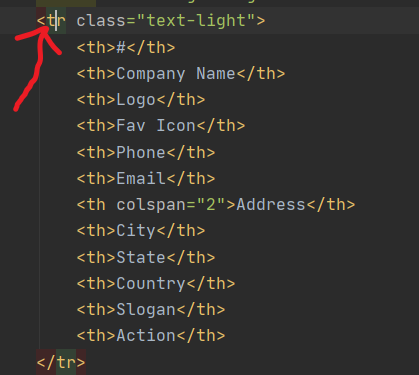 <tr class="text-light">
<th>#</th>
<th>Company Name</th>
<th>Logo</th>
<th>Fav Icon</th>
<th>Phone</th>
<th>Email</th>
<th colspan="2">Address</th>
<th>City</th>
<th>State</th>
<th>Country</th>
<th>Slogan</th>
<th>Action</th>
</tr>